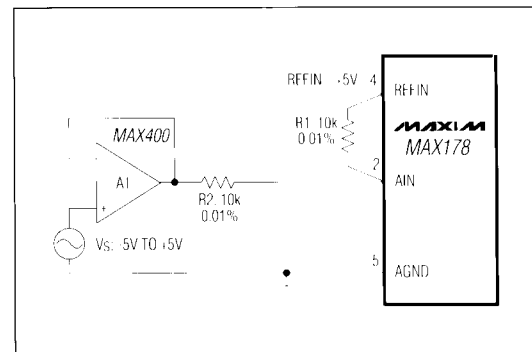 REFIN +5V
4
REFIN
R1. 10k
0.01%
MAXIM
MAX178
MAX400
A1
+
2
AIN
R2. 10k
0.01%
Vs: -5V TO +5V
5
AGND